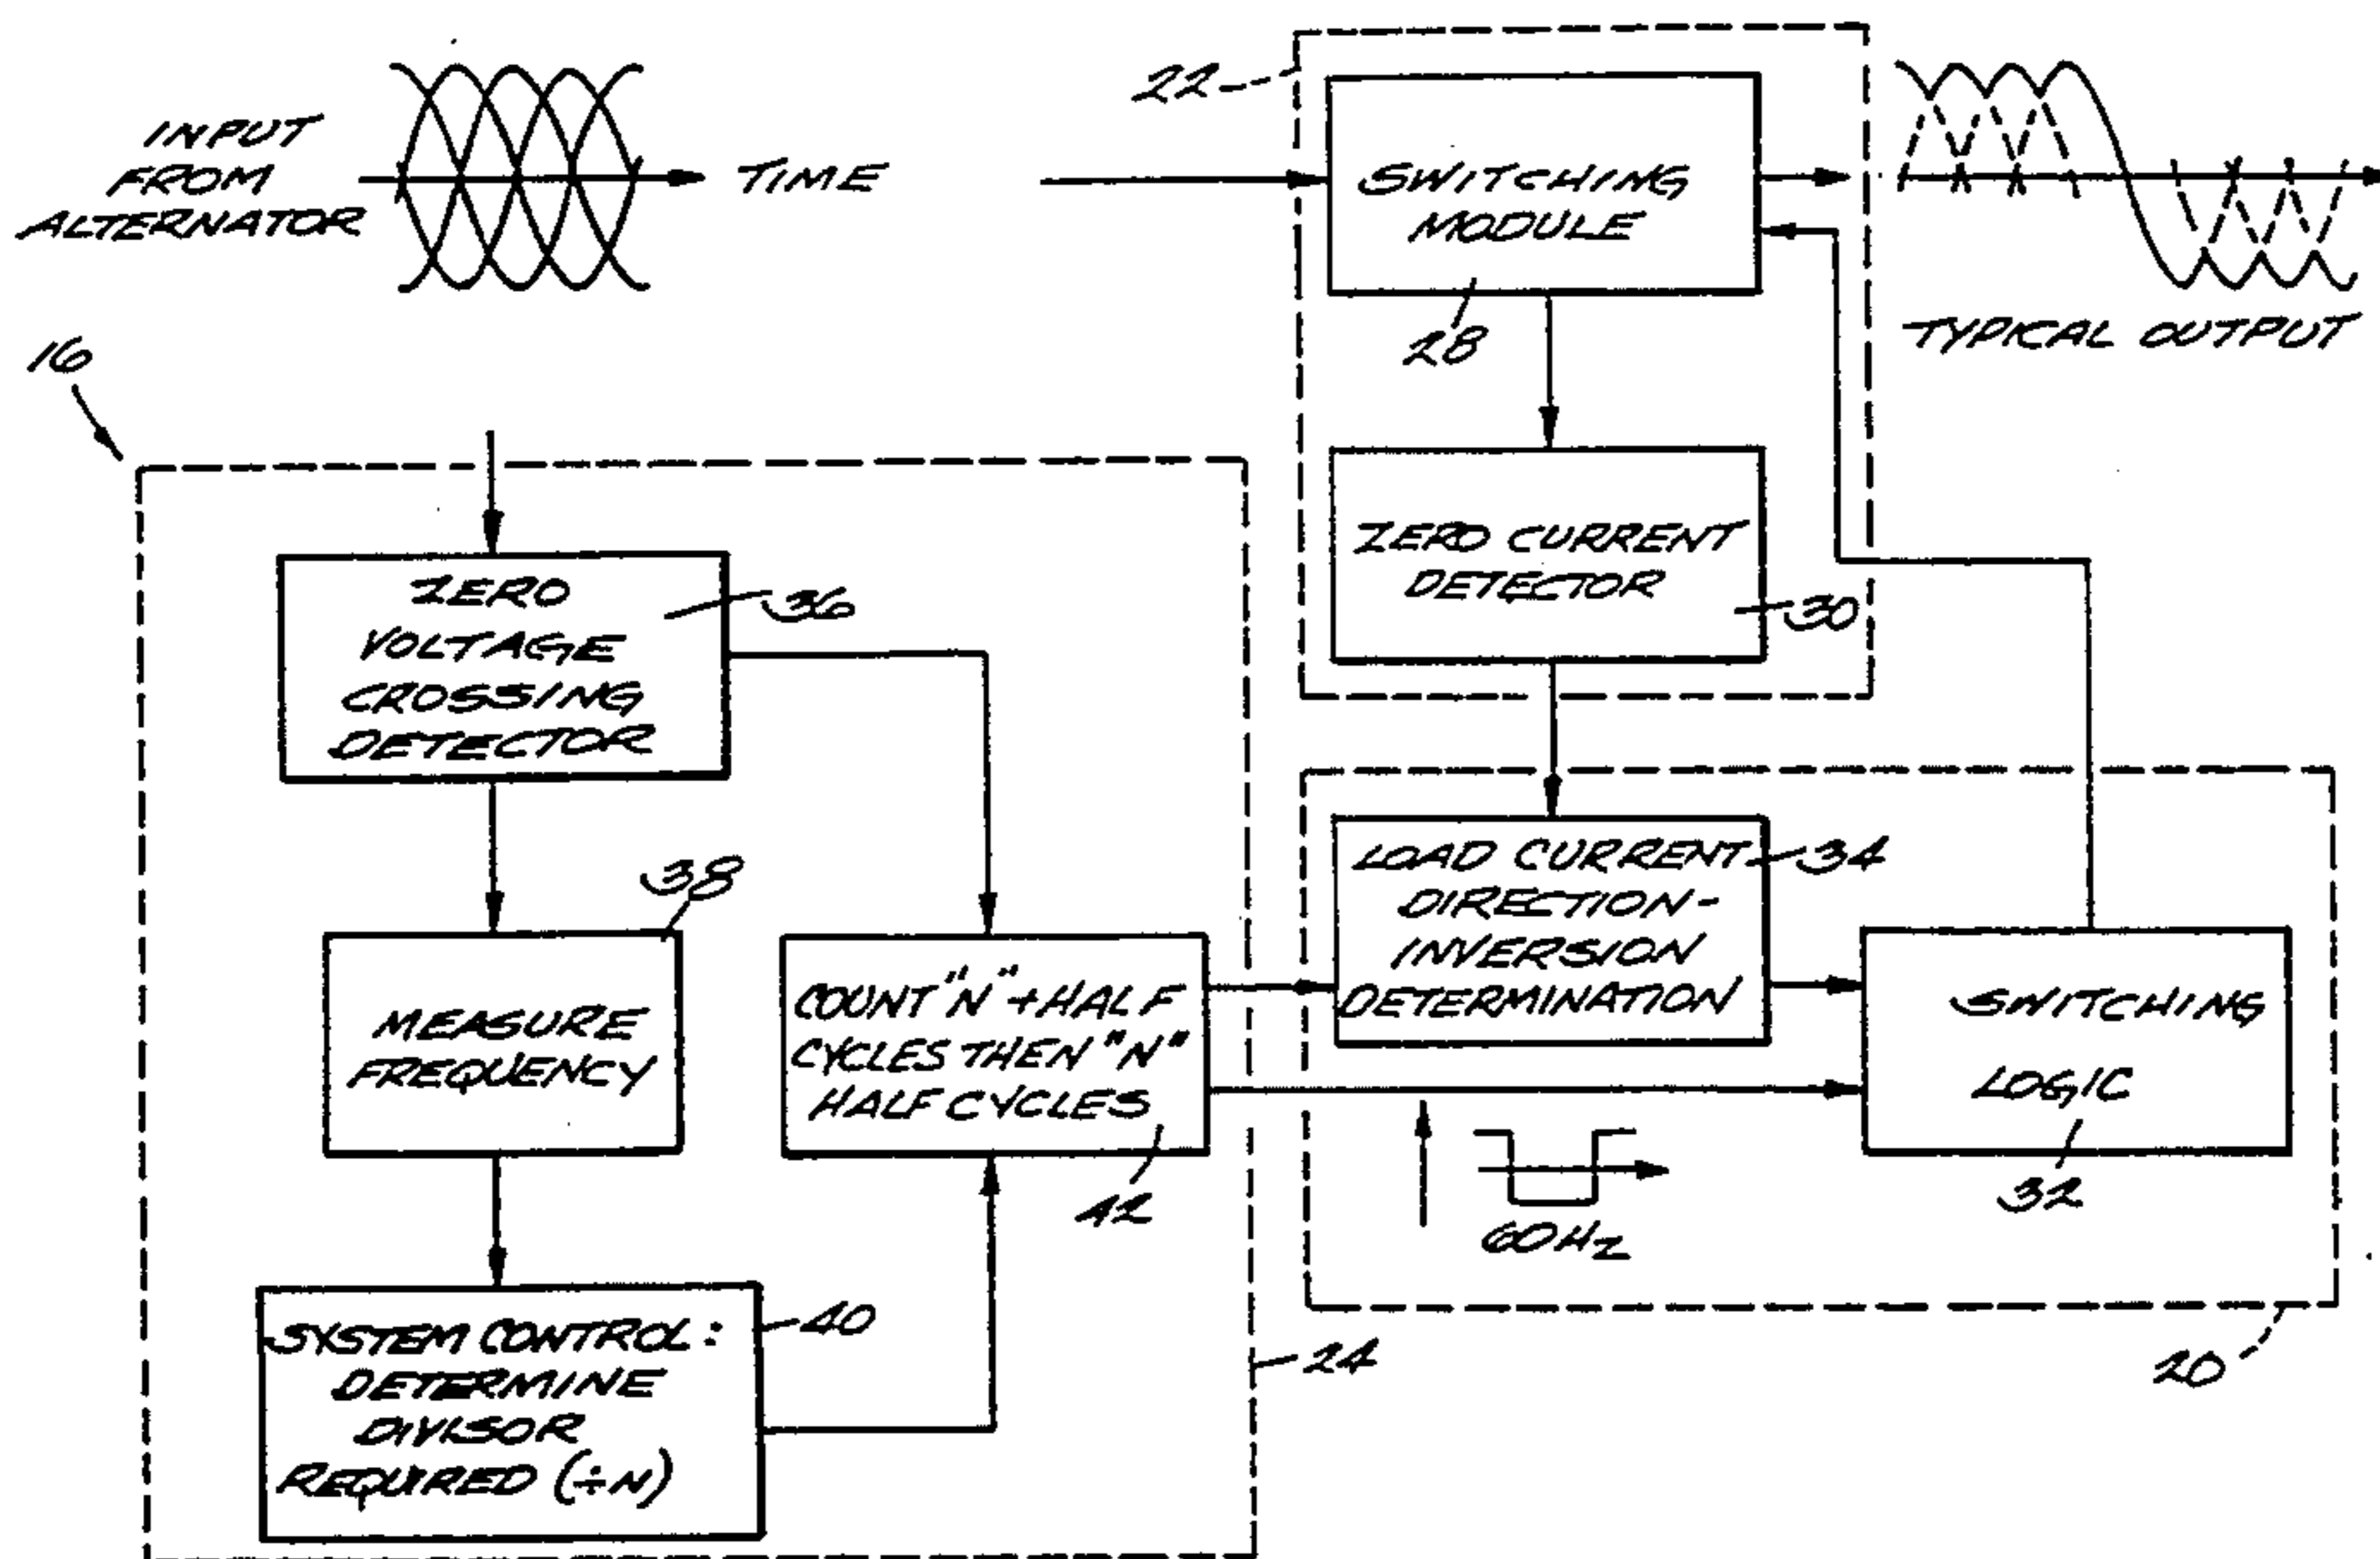 INPUT
FROM
ALTERNATOR
TIME
22
SWITCHING
MODULE
28
TYPICAL OUTPUT
16
ZERO CURRENT
DETECTOR
30
ZERO
VOLTAGE
CROSSING
DETECTOR
36
38
MEASURE
FREQUENCY
COUNT "N" + HALF
CYCLES THEN "N"
HALF CYCLES
42
LOAD CURRENT
DIRECTION-
INVERSION
DETERMINATION
34
SWITCHING
LOGIC
32
60HZ
SYSTEM CONTROL:
DETERMINE
DIVISOR
REQUIRED (÷N)
40
24
20